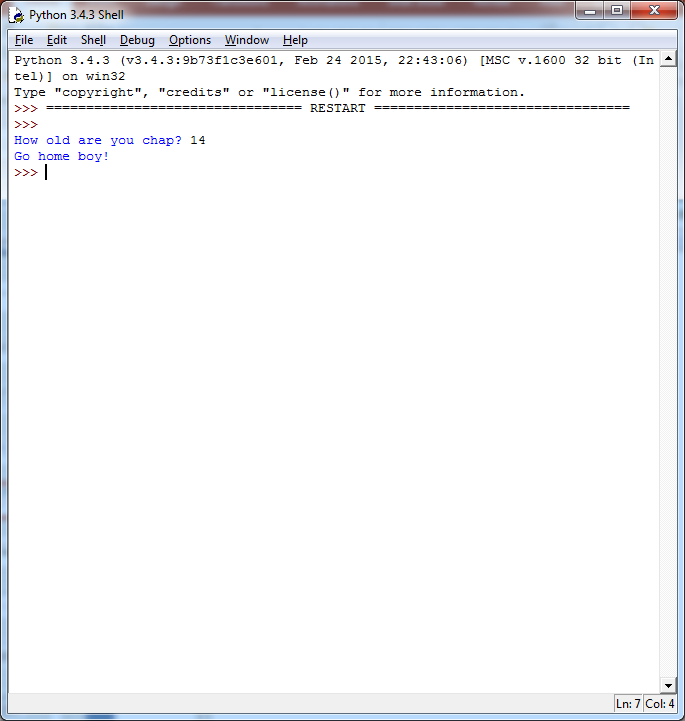 Python 3.4.3 Shell
File Edit Shell Debug Options Window Help
Python 3.4.3 (v3.4.3:9b73f1c3e601, Feb 24 2015, 22:43:06) [MSC v.1600 32 bit (In
tel)] on win32
Type "copyright", "credits" or "license()" for more information.
>>> ================================ RESTART ================================
>>>
How old are you chap? 14
Go home boy!
>>>
Ln: 7 Col: 4